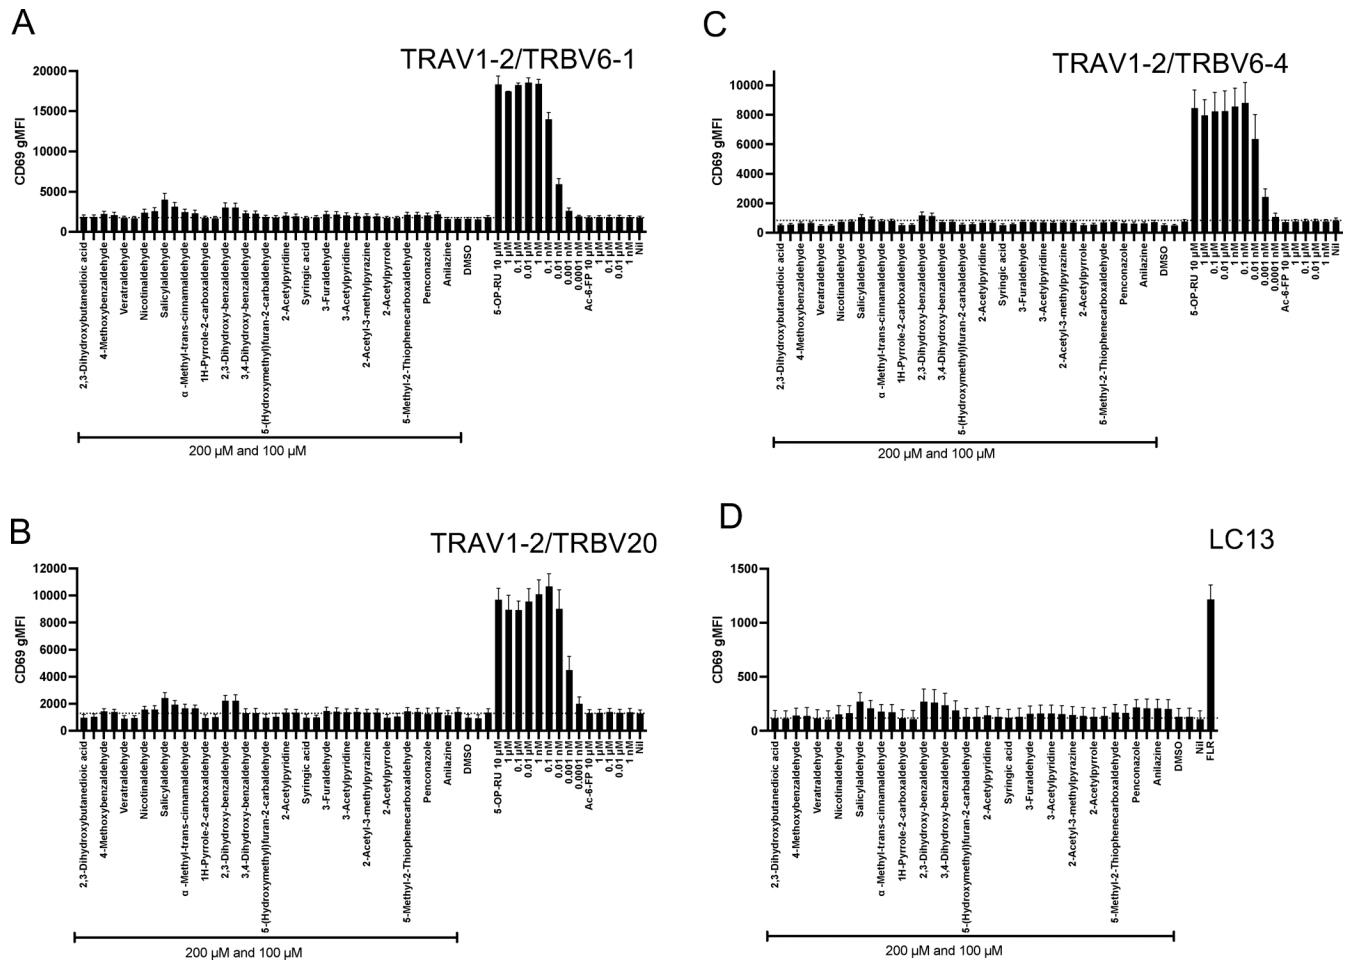 A
TRAV1-2/TRBV6-1
CD69 gMFI
20000
15000
10000
5000
0
2,3-Dihydroxybutanedioic acid
4-Methoxybenzaldehyde
Veratraldehyde
Nicotinaldehyde
Salicylaldehyde
α -Methyl-trans-cinnamaldehyde
1H-Pyrrole-2-carboxaldehyde
2,3-Dihydroxy-benzaldehyde
3,4-Dihydroxy-benzaldehyde
5-(Hydroxymethyl)furan-2-carbaldehyde
2-Acetylpyridine
Syringic acid
3-Furaldehyde
3-Acetylpyridine
2-Acetyl-3-methylpyrazine
2-Acetylpyrrole
5-Methyl-2-Thiophenecarboxaldehyde
Penconazole
Anilazine
DMSO
5-OP-RU 10 µM
1 µM
0.1 µM
0.01 µM
1 nM
0.1 nM
0.01 nM
0.001 nM
0.0001 nM
Ac-6-FP 10 µM
1 µM
0.1 µM
0.01 µM
1 nM
Nil
200 µM and 100 µM
B
TRAV1-2/TRBV20
CD69 gMFI
12000
10000
8000
6000
4000
2000
0
2,3-Dihydroxybutanedioic acid
4-Methoxybenzaldehyde
Veratraldehyde
Nicotinaldehyde
Salicylaldehyde
α -Methyl-trans-cinnamaldehyde
1H-Pyrrole-2-carboxaldehyde
2,3-Dihydroxy-benzaldehyde
3,4-Dihydroxy-benzaldehyde
5-(Hydroxymethyl)furan-2-carbaldehyde
2-Acetylpyridine
Syringic acid
3-Furaldehyde
3-Acetylpyridine
2-Acetyl-3-methylpyrazine
2-Acetylpyrrole
5-Methyl-2-Thiophenecarboxaldehyde
Penconazole
Anilazine
DMSO
5-OP-RU 10 µM
1 µM
0.1 µM
0.01 µM
1 nM
0.1 nM
0.01 nM
0.001 nM
0.0001 nM
Ac-6-FP 10 µM
1 µM
0.1 µM
0.01 µM
1 nM
Nil
200 µM and 100 µM
C
TRAV1-2/TRBV6-4
CD69 gMFI
10000
8000
6000
4000
2000
0
2,3-Dihydroxybutanedioic acid
4-Methoxybenzaldehyde
Veratraldehyde
Nicotinaldehyde
Salicylaldehyde
α -Methyl-trans-cinnamaldehyde
1H-Pyrrole-2-carboxaldehyde
2,3-Dihydroxy-benzaldehyde
3,4-Dihydroxy-benzaldehyde
5-(Hydroxymethyl)furan-2-carbaldehyde
2-Acetylpyridine
Syringic acid
3-Furaldehyde
3-Acetylpyridine
2-Acetyl-3-methylpyrazine
2-Acetylpyrrole
5-Methyl-2-Thiophenecarboxaldehyde
Penconazole
Anilazine
DMSO
5-OP-RU 10 µM
1 µM
0.1 µM
0.01 µM
1 nM
0.1 nM
0.01 nM
0.001 nM
0.0001 nM
Ac-6-FP 10 µM
1 µM
0.1 µM
0.01 µM
1 nM
Nil
200 µM and 100 µM
D
LC13
CD69 gMFI
1500
1000
500
0
2,3-Dihydroxybutanedioic acid
4-Methoxybenzaldehyde
Veratraldehyde
Nicotinaldehyde
Salicylaldehyde
α -Methyl-trans-cinnamaldehyde
1H-Pyrrole-2-carboxaldehyde
2,3-Dihydroxy-benzaldehyde
3,4-Dihydroxy-benzaldehyde
5-(Hydroxymethyl)furan-2-carbaldehyde
2-Acetylpyridine
Syringic acid
3-Furaldehyde
3-Acetylpyridine
2-Acetyl-3-methylpyrazine
2-Acetylpyrrole
5-Methyl-2-Thiophenecarboxaldehyde
Penconazole
Anilazine
DMSO
Nil
FLR
200 µM and 100 µM